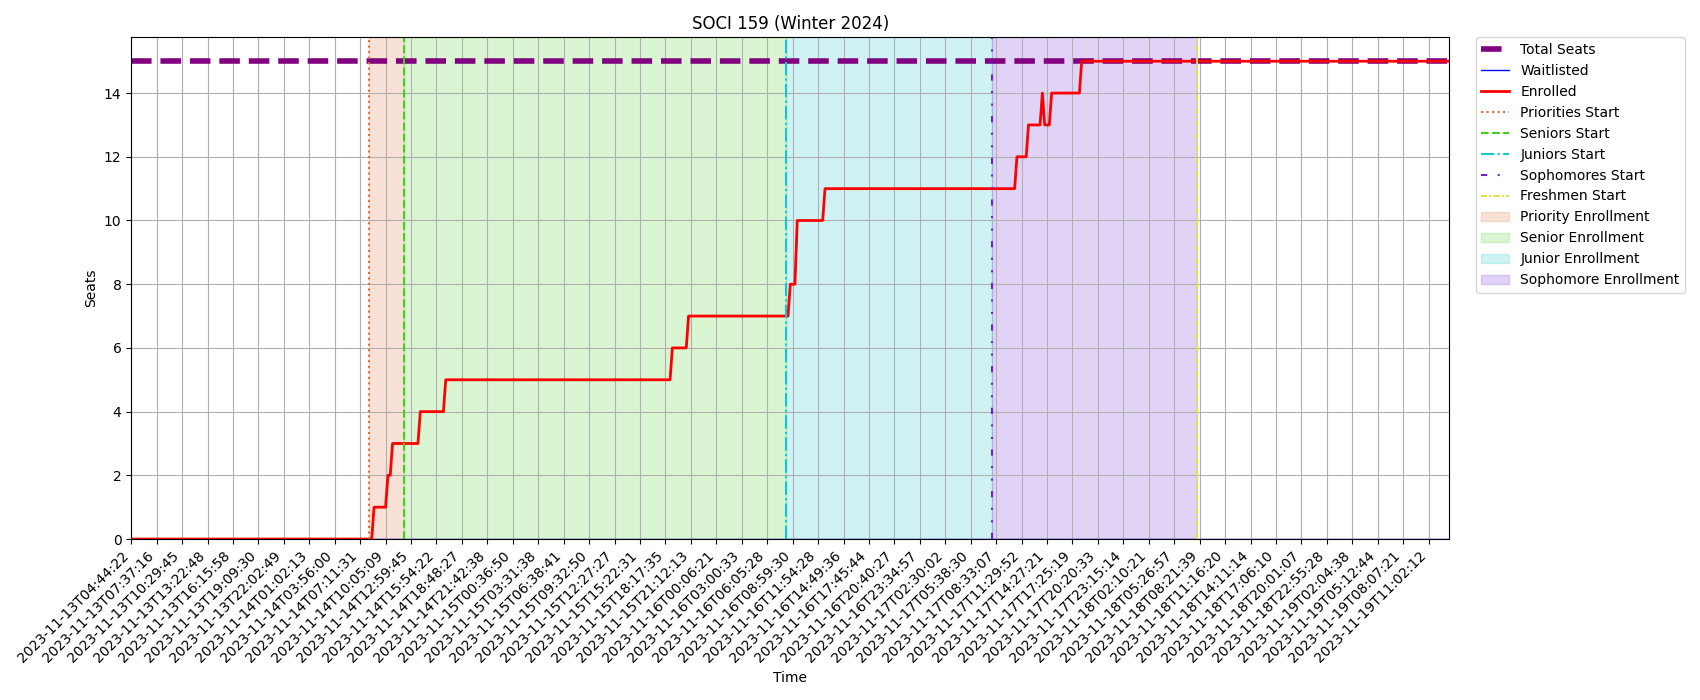 SOCI 159 (Winter 2024)
Total Seats
Waitlisted
Enrolled
Priorities Start
Seniors Start
Juniors Start
Sophomores Start
Freshmen Start
Priority Enrollment
Senior Enrollment
Junior Enrollment
Sophomore Enrollment
Seats
14
12
10
8
6
4
2
0
2023-11-13T04:44:22
2023-11-13T07:37:16
2023-11-13T10:29:45
2023-11-13T13:22:48
2023-11-13T16:15:58
2023-11-13T19:09:30
2023-11-13T22:02:49
2023-11-14T01:02:13
2023-11-14T03:56:00
2023-11-14T07:11:31
2023-11-14T10:05:09
2023-11-14T12:59:45
2023-11-14T15:54:22
2023-11-14T18:48:27
2023-11-14T21:42:38
2023-11-15T00:36:50
2023-11-15T03:31:38
2023-11-15T06:38:41
2023-11-15T09:32:50
2023-11-15T12:27:27
2023-11-15T15:22:31
2023-11-15T18:17:35
2023-11-15T21:12:13
2023-11-16T00:06:21
2023-11-16T03:00:33
2023-11-16T06:05:28
2023-11-16T08:59:30
2023-11-16T11:54:28
2023-11-16T14:49:36
2023-11-16T17:45:44
2023-11-16T20:40:27
2023-11-16T23:34:57
2023-11-17T02:30:02
2023-11-17T05:38:30
2023-11-17T08:33:07
2023-11-17T11:29:52
2023-11-17T14:27:21
2023-11-17T17:25:19
2023-11-17T20:20:33
2023-11-17T23:15:14
2023-11-18T02:10:21
2023-11-18T05:26:57
2023-11-18T08:21:39
2023-11-18T11:16:20
2023-11-18T14:11:14
2023-11-18T17:06:10
2023-11-18T20:01:07
2023-11-18T22:55:28
2023-11-19T02:04:38
2023-11-19T05:12:44
2023-11-19T08:07:21
2023-11-19T11:02:12
Time